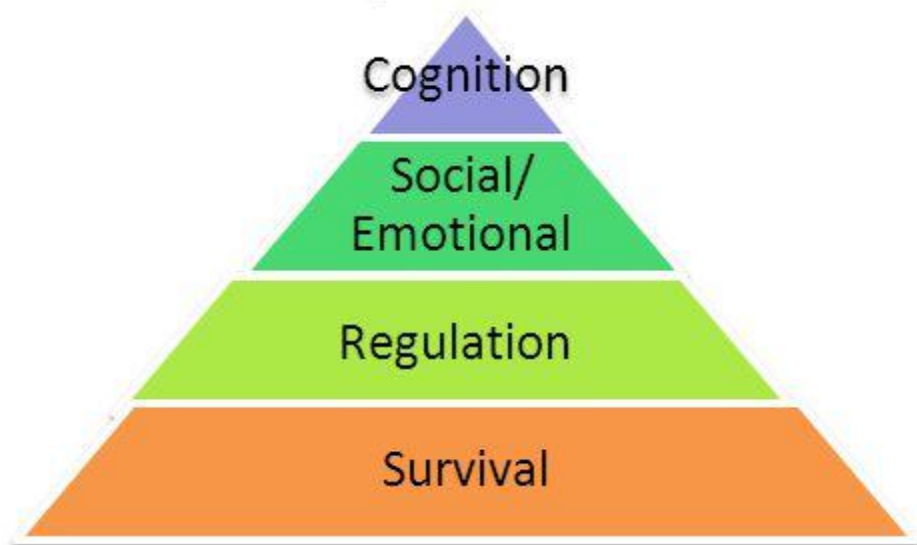 Cognition
Social/
Emotional
Regulation
Survival